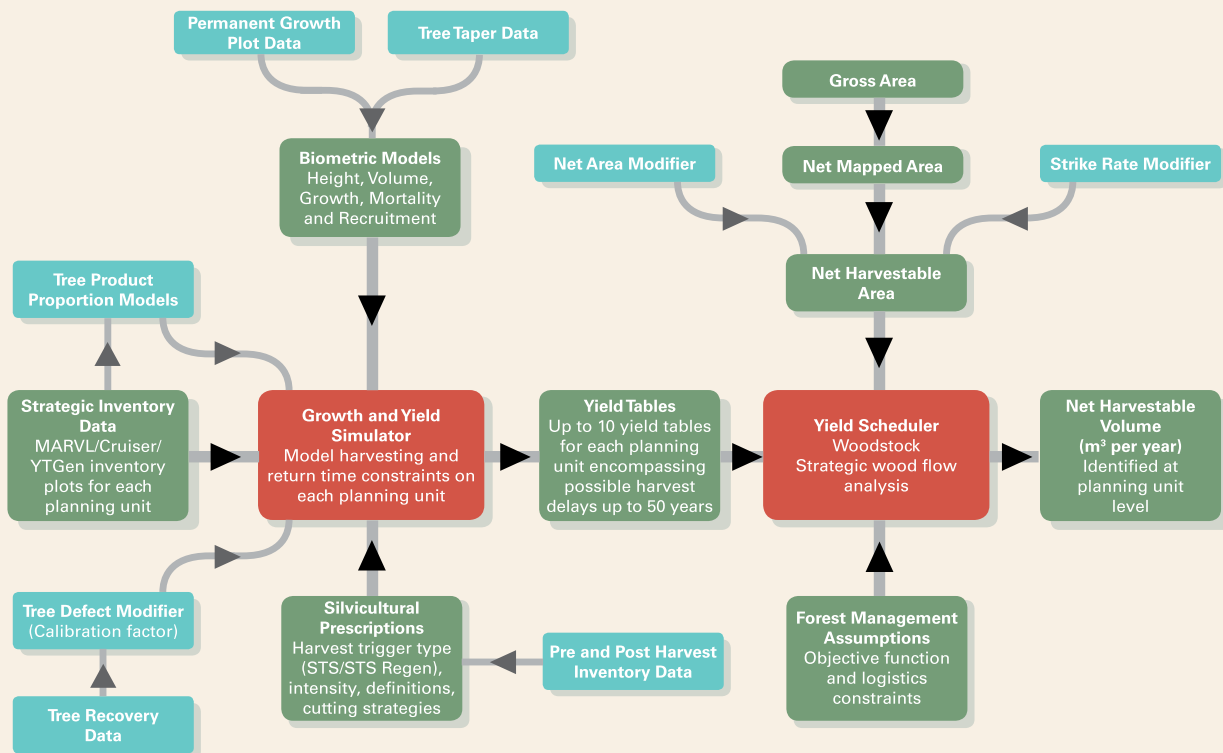 Permanent Growth
Plot Data
Tree Taper Data
Gross Area
Biometric Models
Height, Volume,
Growth, Mortality
and Recruitment
Net Area Modifier
Net Mapped Area
Strike Rate Modifier
Tree Product
Proportion Models
Net Harvestable
Area
Strategic Inventory
Data
MARVL/Cruiser/
YTGen inventory
plots for each
planning unit
Growth and Yield
Simulator
Model harvesting and
return time constraints on
each planning unit
Yield Tables
Up to 10 yield tables
for each planning
unit encompassing
possible harvest
delays up to 50 years
Yield Scheduler
Woodstock
Strategic wood flow
analysis
Net Harvestable
Volume
(m³ per year)
Identified at
planning unit
level
Tree Defect Modifier
(Calibration factor)
Silvicultural
Prescriptions
Harvest trigger type
(STS/STS Regen),
intensity, definitions,
cutting strategies
Pre and Post Harvest
Inventory Data
Forest Management
Assumptions
Objective function
and logistics
constraints
Tree Recovery
Data